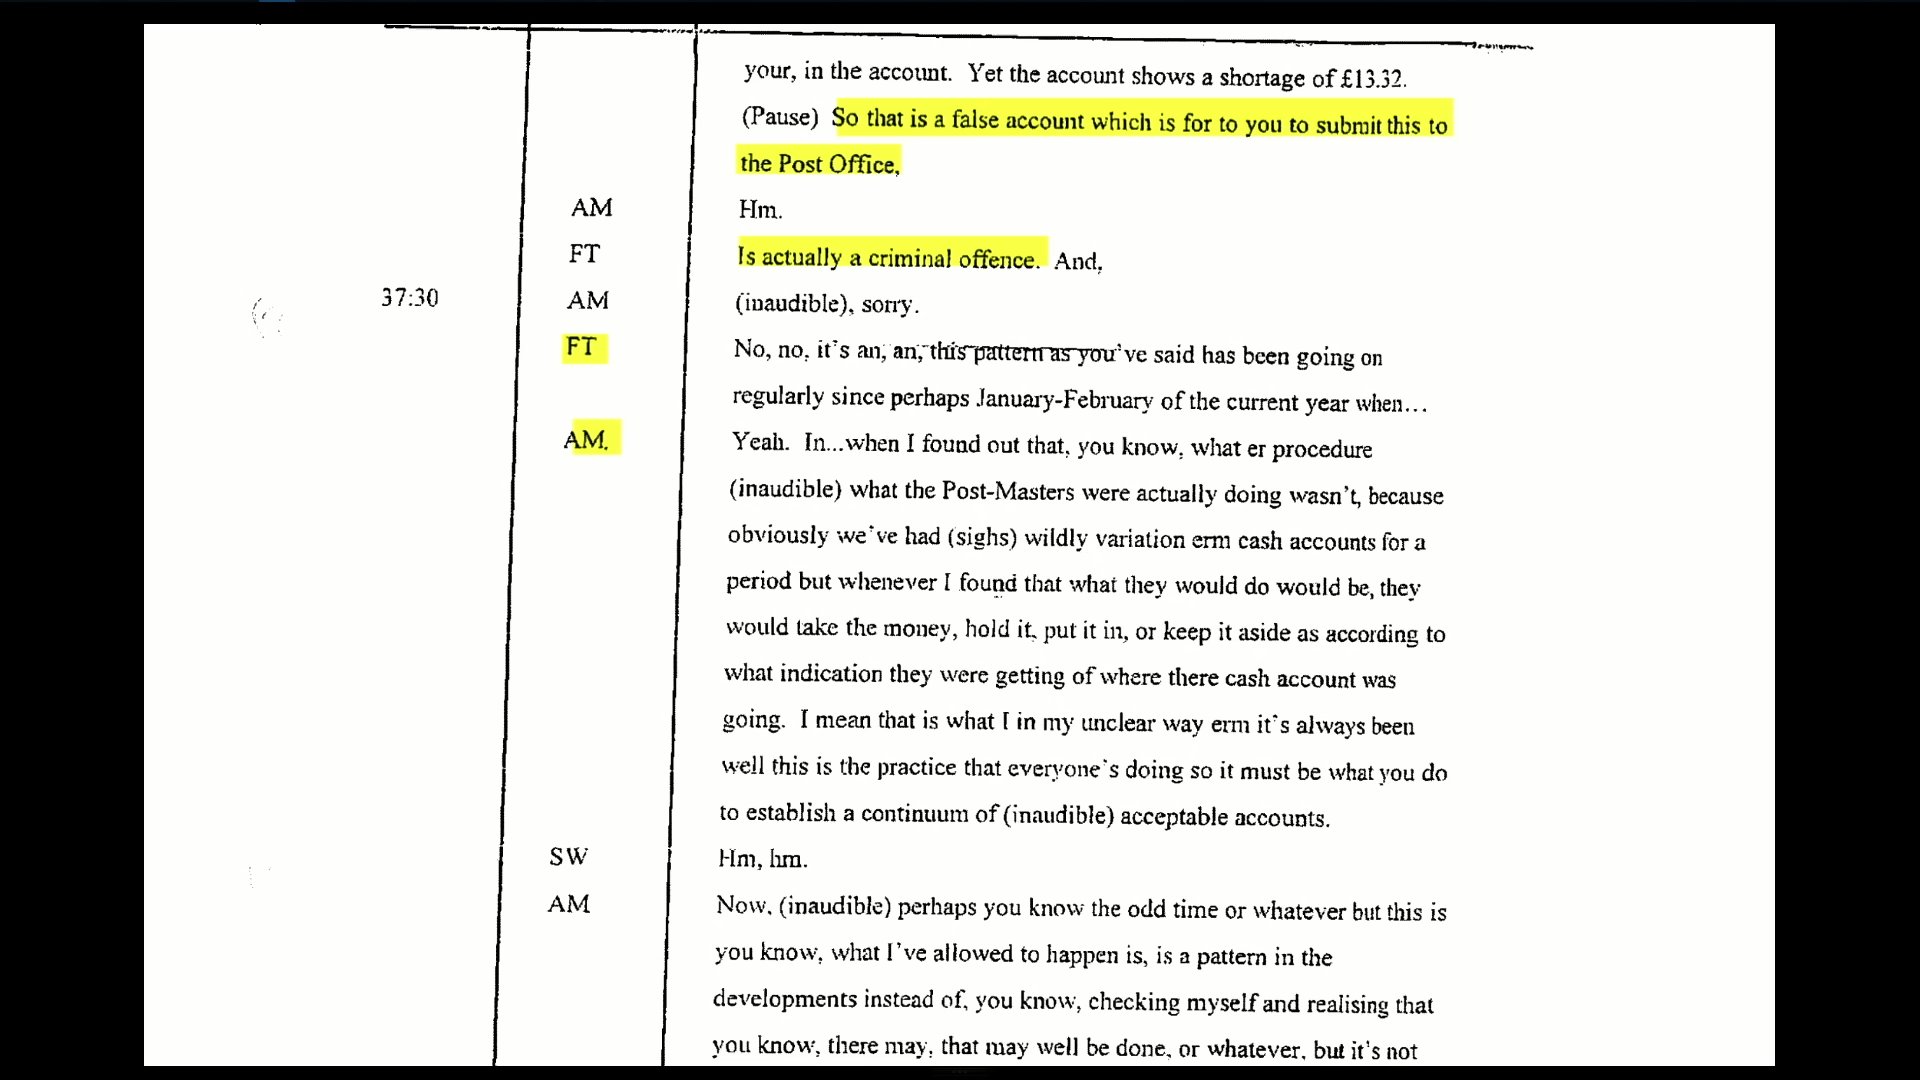 your, in the account. Yet the account shows a shortage of £13.32.
(Pause) So that is a false account which is for to you to submit this to
the Post Office,
AM Hm.
FT Is actually a criminal offence. And,
37:30 AM (inaudible), sorry.
FT No, no, it's an, an, this pattern as you've said has been going on
regularly since perhaps January-February of the current year when...
AM. Yeah. In...when I found out that, you know, what er procedure
(inaudible) what the Post-Masters were actually doing wasn't, because
obviously we've had (sighs) wildly variation erm cash accounts for a
period but whenever I found that what they would do would be, they
would take the money, hold it, put it in, or keep it aside as according to
what indication they were getting of where there cash account was
going. I mean that is what I in my unclear way erm it's always been
well this is the practice that everyone's doing so it must be what you do
to establish a continuum of (inaudible) acceptable accounts.
SW Hm, hm.
AM Now, (inaudible) perhaps you know the odd time or whatever but this is
you know, what I've allowed to happen is, is a pattern in the
developments instead of, you know, checking myself and realising that
you know, there may, that may well be done, or whatever, but it's not